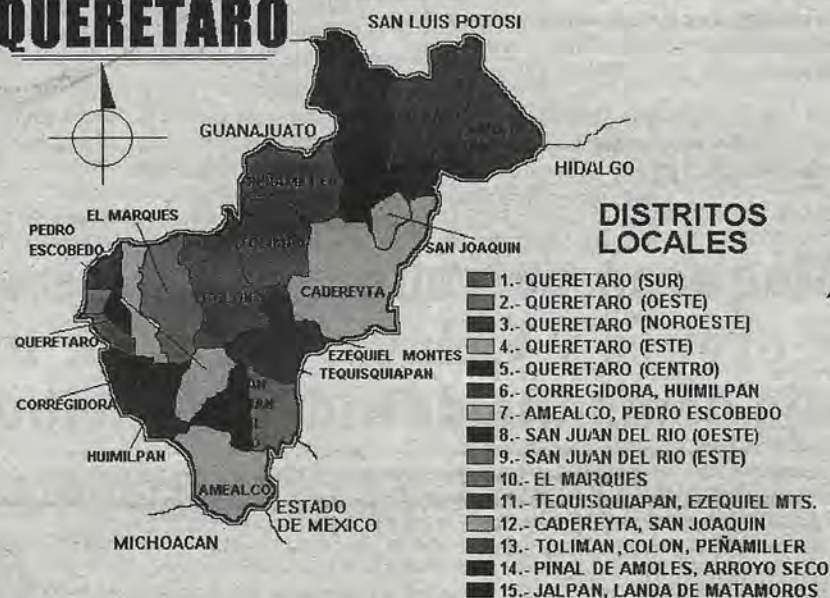 QUERETARO
SAN LUIS POTOSI
GUANAJUATO
HIDALGO
EL MARQUES
PEDRO
ESCOBEDO
SAN JOAQUIN
CADEREYTA
QUERETARO
EZEQUIEL MONTES
TEQUISQUIAPAN
CORREGIDORA
HUIMILPAN
AMEALCO
ESTADO
DE MEXICO
MICHOACAN
PEÑAMILLER
TOLIMAN
COLON
DISTRITOS
LOCALES
1.- QUERETARO (SUR)
2.- QUERETARO (OESTE)
3.- QUERETARO (NOROESTE)
4.- QUERETARO (ESTE)
5.- QUERETARO (CENTRO)
6.- CORREGIDORA, HUIMILPAN
7.- AMEALCO, PEDRO ESCOBEDO
8.- SAN JUAN DEL RIO (OESTE)
9.- SAN JUAN DEL RIO (ESTE)
10.- EL MARQUES
11.- TEQUISQUIAPAN, EZEQUIEL MTS.
12.- CADEREYTA, SAN JOAQUIN
13.- TOLIMAN ,COLON, PEÑAMILLER
14.- PINAL DE AMOLES, ARROYO SECO
15.- JALPAN, LANDA DE MATAMOROS